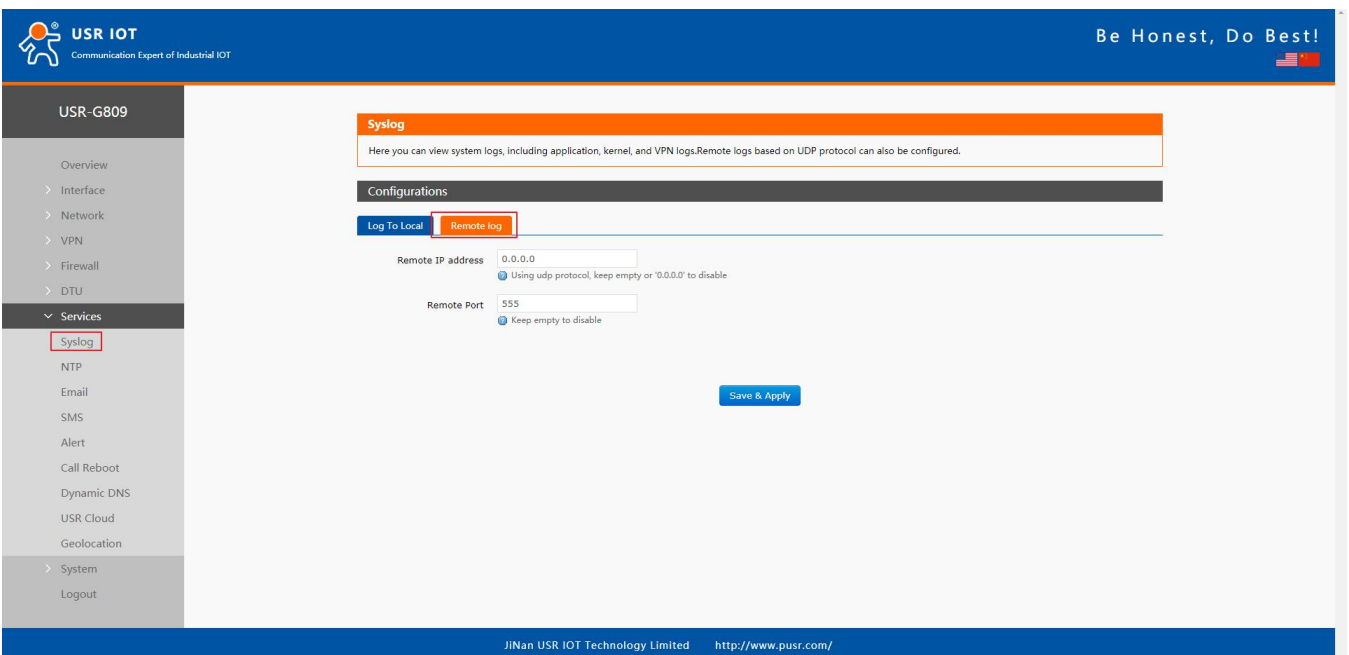 USR IOT
Communication Expert of Industrial IOT
Be Honest, Do Best!
USR-G809
Overview
Interface
Network
VPN
Firewall
DTU
Services
Syslog
NTP
Email
SMS
Alert
Call Reboot
Dynamic DNS
USR Cloud
Geolocation
System
Logout
Syslog
Here you can view system logs, including application, kernel, and VPN logs.Remote logs based on UDP protocol can also be configured.
Configurations
Log To Local Remote log
Remote IP address 0.0.0.0
Using udp protocol, keep empty or '0.0.0.0' to disable
Remote Port 555
Keep empty to disable
Save & Apply
JiNan USR IOT Technology Limited http://www.pusr.com/